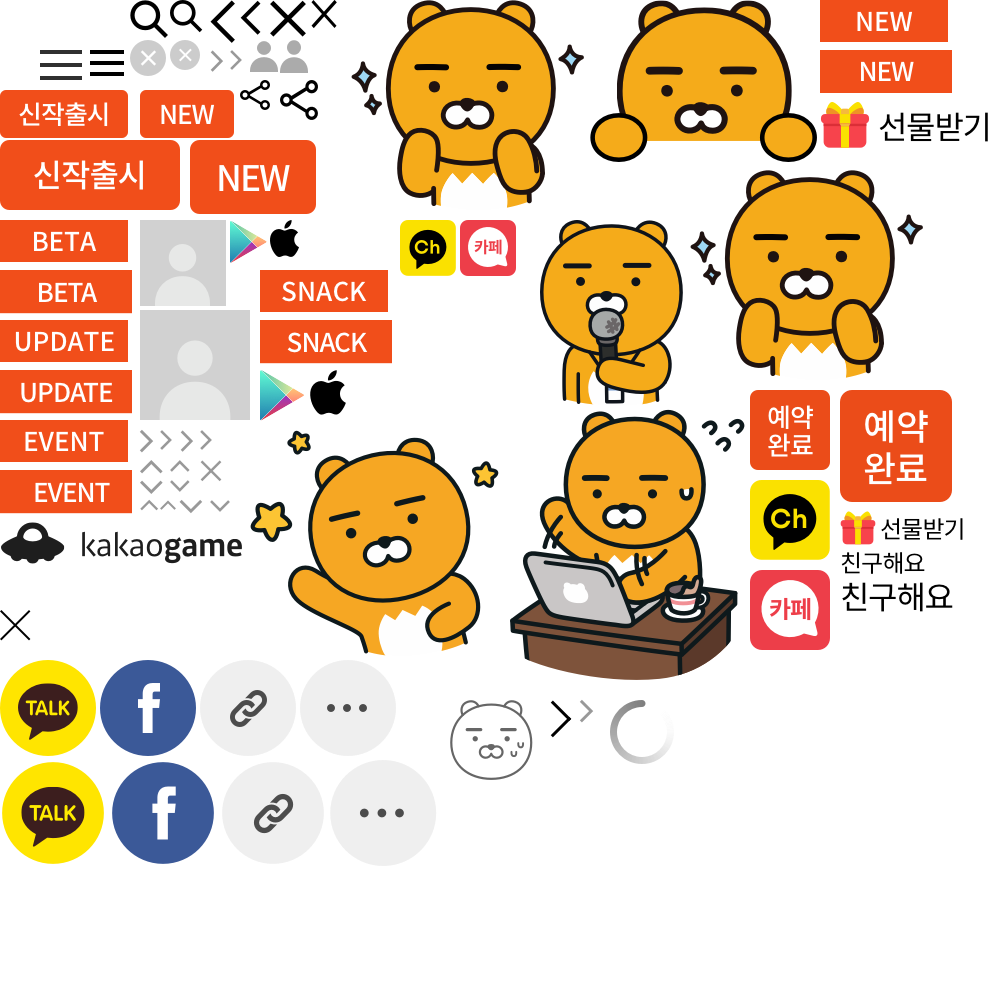 NEW
NEW
신작출시
NEW
선물받기
신작출시
NEW
BETA
Ch
카페
BETA
SNACK
UPDATE
SNACK
UPDATE
EVENT
EVENT
예약
완료
예약
완료
Ch
선물받기
kakaogame
친구해요
친구해요
카페
TALK
f
TALK
f